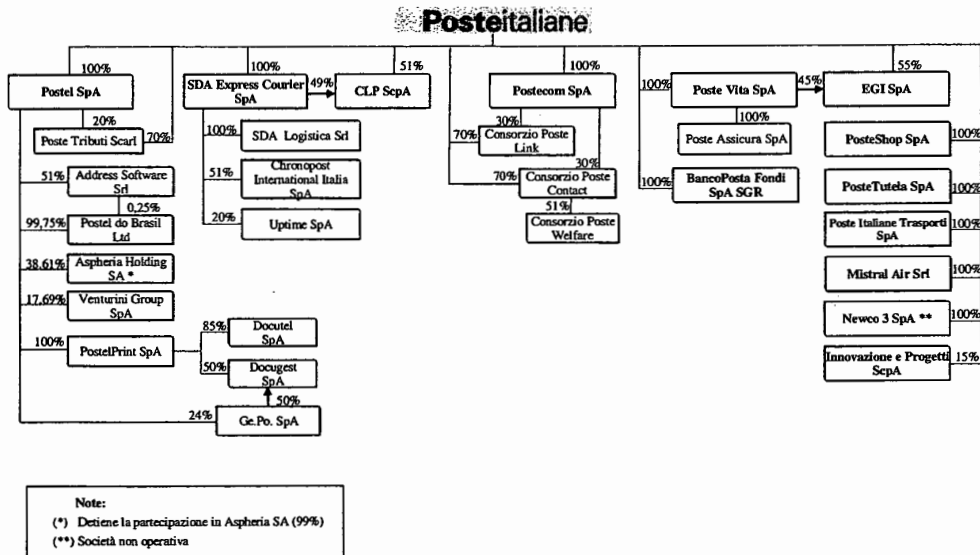 Posteitaliane
100%
Postel SpA
20%
Poste Tributi Scarl
70%
51%
Address Software
Srl
0,25%
99,75%
Postel do Brasil
Ltd
38,61%
Aspheria Holding
SA *
17,69%
Venturini Group
SpA
100%
PostelPrint SpA
85%
Docutel
SpA
50%
Docugest
SpA
50%
24%
Ge.Po. SpA
100%
SDA Express Courier
SpA
49%
51%
CLP ScpA
100%
SDA Logistica Srl
51%
Chronopost
International Italia
SpA
20%
Uptime SpA
100%
Postecom SpA
30%
70%
Consorzio Poste
Link
30%
70%
Consorzio Poste
Contact
51%
Consorzio Poste
Welfare
100%
Poste Vita SpA
45%
100%
Poste Assicura SpA
100%
BancoPosta Fondi
SpA SGR
55%
EGI SpA
PosteShop SpA
100%
PosteTutela SpA
100%
Poste Italiane Trasporti
SpA
100%
Mistral Air Srl
100%
Newco 3 SpA **
100%
Innovazione e Progetti
ScpA
15%
Note:
(*) Detiene la partecipazione in Aspheria SA (99%)
(**) Società non operativa